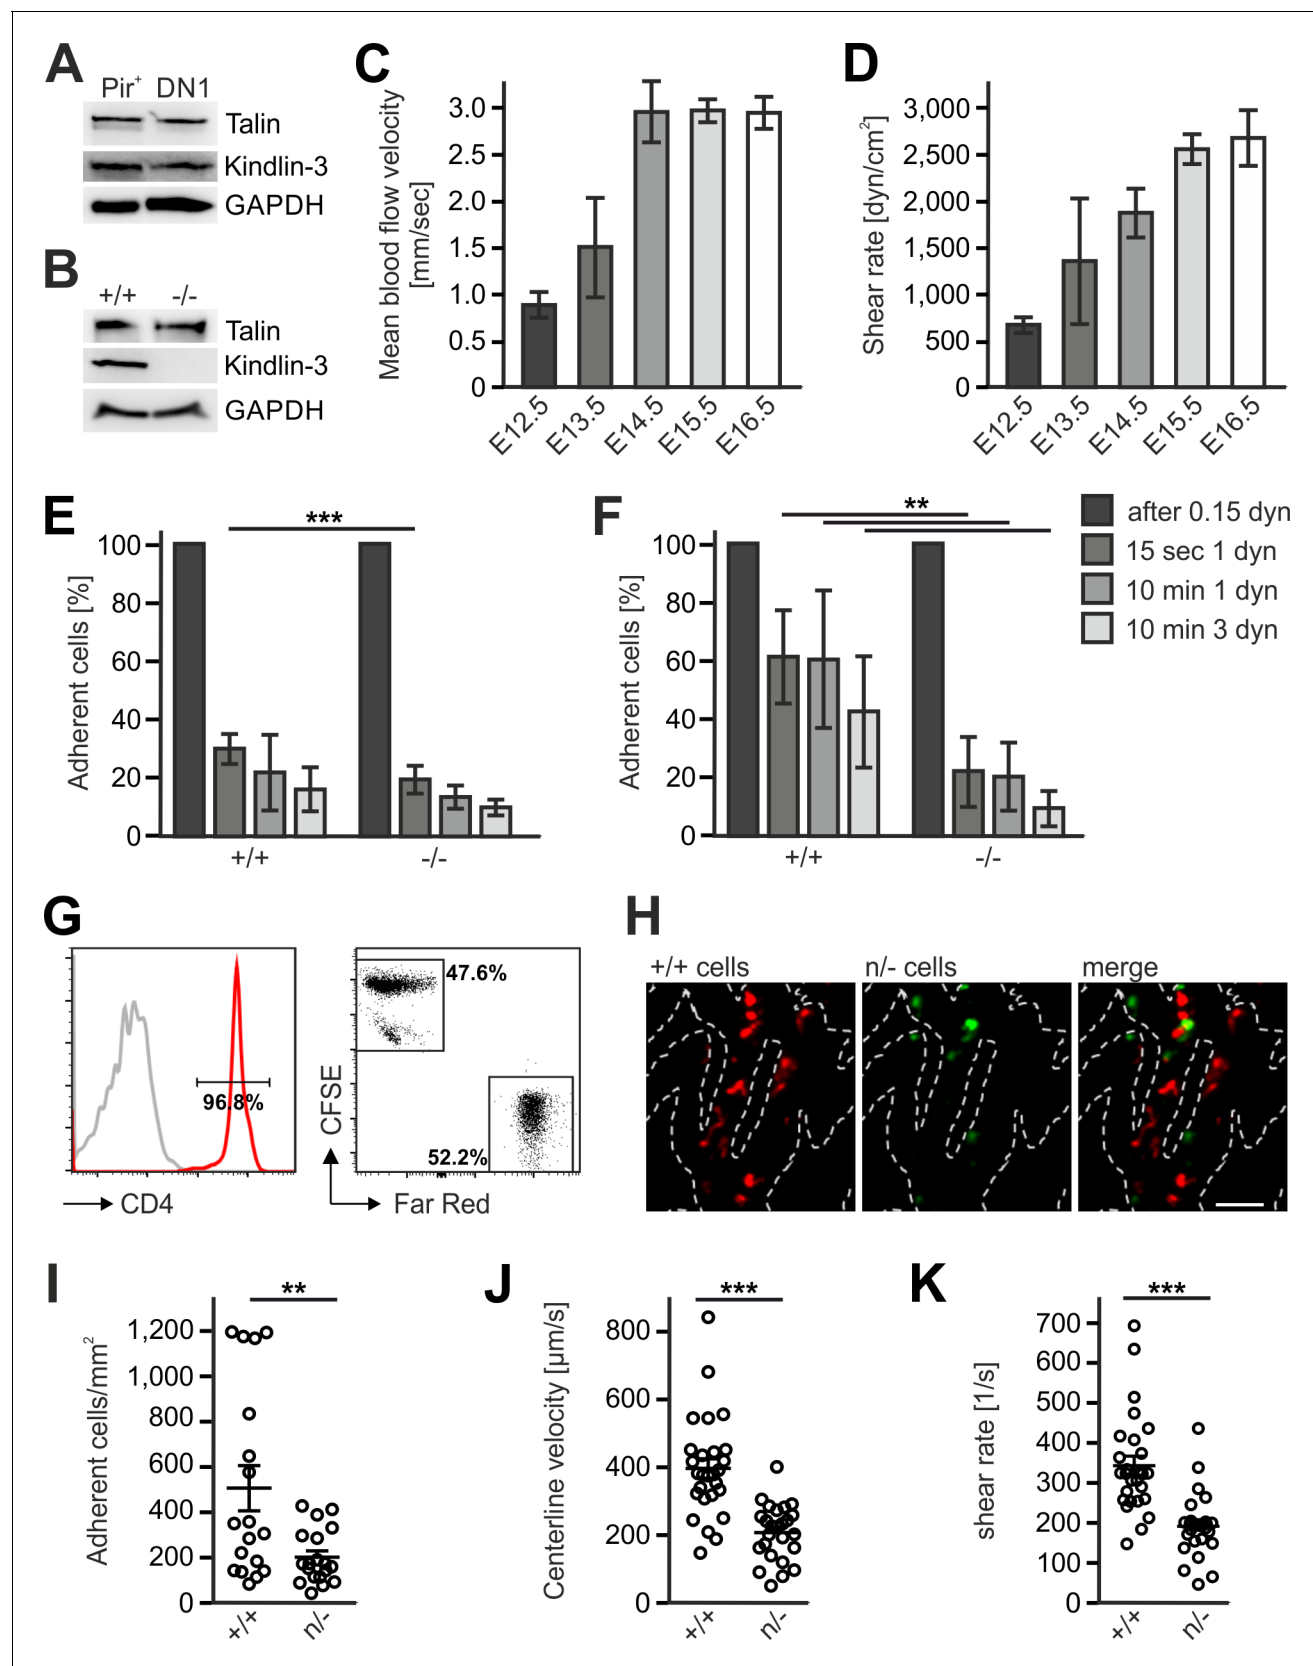 A
Pir+ DN1
Talin
Kindlin-3
GAPDH
B
+/+ -/-
Talin
Kindlin-3
GAPDH
C
Mean blood flow velocity
[mm/sec]
3.0
2.5
2.0
1.5
1.0
0.5
0
E12.5
E13.5
E14.5
E15.5
E16.5
D
Shear rate [dyn/cm²]
3,000
2,500
2,000
1,500
1,000
500
0
E12.5
E13.5
E14.5
E15.5
E16.5
E
***
Adherent cells [%]
100
80
60
40
20
0
+/+ -/-
F
**
Adherent cells [%]
100
80
60
40
20
0
+/+ -/-
after 0.15 dyn
15 sec 1 dyn
10 min 1 dyn
10 min 3 dyn
G
96.8%
CD4
47.6%
52.2%
CFSE
Far Red
H
+/+ cells
n/- cells
merge
I
**
Adherent cells/mm²
1,200
1,000
800
600
400
200
0
+/+
n/-
J
***
Centerline velocity [µm/s]
800
600
400
200
0
+/+
n/-
K
***
shear rate [1/s]
700
600
500
400
300
200
100
0
+/+
n/-